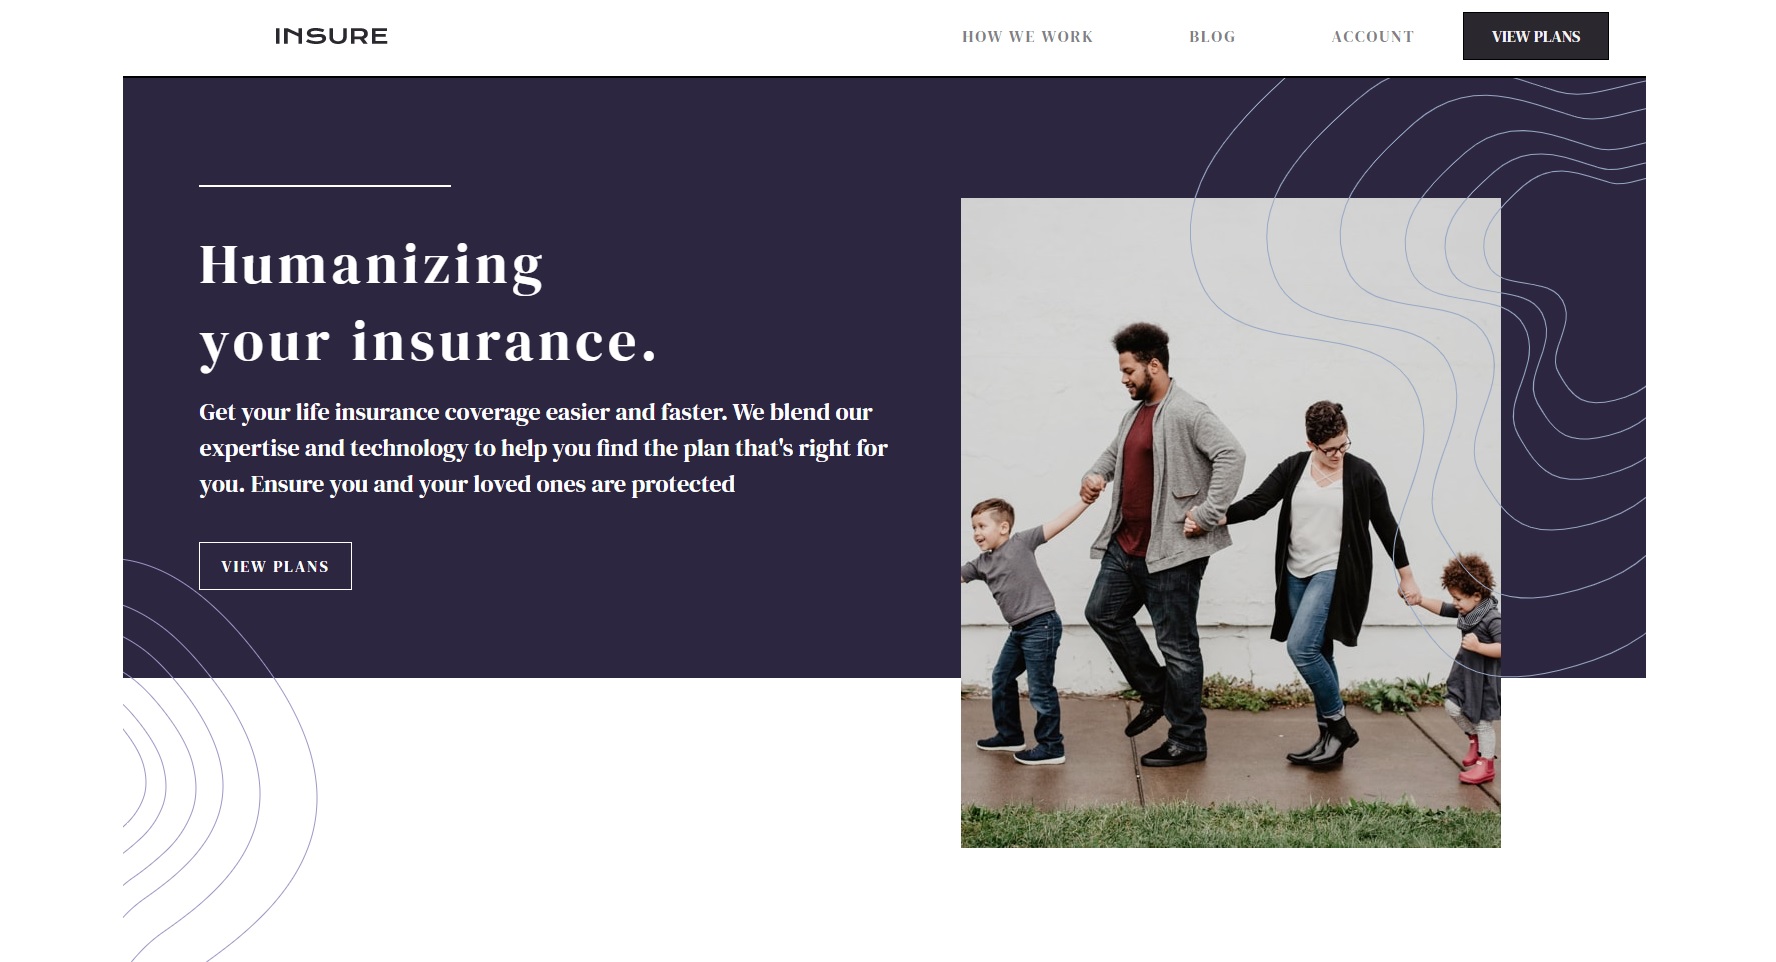 INSURE
HOW WE WORK
BLOG
ACCOUNT
VIEW PLANS
Humanizing
your insurance.
Get your life insurance coverage easier and faster. We blend our
expertise and technology to help you find the plan that's right for
you. Ensure you and your loved ones are protected
VIEW PLANS